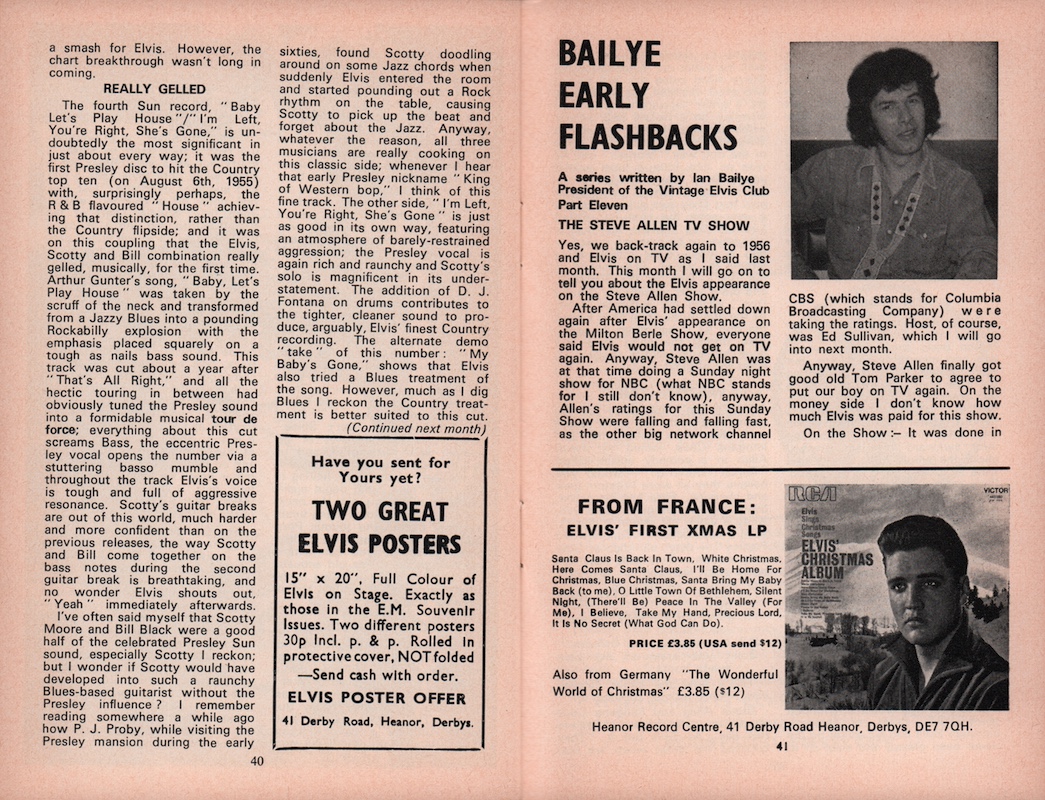 a smash for Elvis. However, the
chart breakthrough wasn't long in
coming.
REALLY GELLED
The fourth Sun record, "Baby
Let's Play House"/"I'm Left,
You're Right, She's Gone," is un-
doubtedly the most significant in
just about every way; it was the
first Presley disc to hit the Country
top ten (on August 6th, 1955)
with, surprisingly perhaps, the
R & B flavoured "House" achiev-
ing that distinction, rather than
the Country flipside; and it was
on this coupling that the Elvis,
Scotty and Bill combination really
gelled, musically, for the first time.
Arthur Gunter's song, "Baby, Let's
Play House" was taken by the
scruff of the neck and transformed
from a Jazzy Blues into a pounding
Rockabilly explosion with the
emphasis placed squarely on a
tough as nails bass sound. This
track was cut about a year after
"That's All Right," and all the
hectic touring in between had
obviously tuned the Presley sound
into a formidable musical tour de
force; everything about this cut
screams Bass, the eccentric Pres-
ley vocal opens the number via a
stuttering basso mumble and
throughout the track Elvis's voice
is tough and full of aggressive
resonance. Scotty's guitar breaks
are out of this world, much harder
and more confident than on the
previous releases, the way Scotty
and Bill come together on the
bass notes during the second
guitar break is breathtaking, and
no wonder Elvis shouts out,
"Yeah" immediately afterwards.
I've often said myself that Scotty
Moore and Bill Black were a good
half of the celebrated Presley Sun
sound, especially Scotty I reckon;
but I wonder if Scotty would have
developed into such a raunchy
Blues-based guitarist without the
Presley influence? I remember
reading somewhere a while ago
how P. J. Proby, while visiting the
Presley mansion during the early
40
sixties, found Scotty doodling
around on some Jazz chords when
suddenly Elvis entered the room
and started pounding out a Rock
rhythm on the table, causing
Scotty to pick up the beat and
forget about the Jazz. Anyway,
whatever the reason, all three
musicians are really cooking on
this classic side; whenever I hear
that early Presley nickname "King
of Western bop," I think of this
fine track. The other side, "I'm Left,
You're Right, She's Gone" is just
as good in its own way, featuring
an atmosphere of barely-restrained
aggression; the Presley vocal is
again rich and raunchy and Scotty's
solo is magnificent in its under-
statement. The addition of D. J.
Fontana on drums contributes to
the tighter, cleaner sound to pro-
duce, arguably, Elvis' finest Country
recording. The alternate demo
"take" of this number: "My
Baby's Gone," shows that Elvis
also tried a Blues treatment of
the song. However, much as I dig
Blues I reckon the Country treat-
ment is better suited to this cut.
(Continued next month)
Have you sent for
Yours yet?
TWO GREAT
ELVIS POSTERS
15" x 20", Full Colour of
Elvis on Stage. Exactly as
those in the E.M. Souvenir
Issues. Two different posters
30p Incl. p. & p. Rolled In
protective cover, NOT folded
—Send cash with order.
ELVIS POSTER OFFER
41 Derby Road, Heanor, Derbys.
BAILYE
EARLY
FLASHBACKS
A series written by Ian Bailye
President of the Vintage Elvis Club
Part Eleven
THE STEVE ALLEN TV SHOW
Yes, we back-track again to 1956
and Elvis on TV as I said last
month. This month I will go on to
tell you about the Elvis appearance
on the Steve Allen Show.
After America had settled down
again after Elvis' appearance on
the Milton Berle Show, everyone
said Elvis would not get on TV
again. Anyway, Steve Allen was
at that time doing a Sunday night
show for NBC (what NBC stands
for I still don't know), anyway,
Allen's ratings for this Sunday
Show were falling and falling fast,
as the other big network channel
CBS (which stands for Columbia
Broadcasting Company) were
taking the ratings. Host, of course,
was Ed Sullivan, which I will go
into next month.
Anyway, Steve Allen finally got
good old Tom Parker to agree to
put our boy on TV again. On the
money side I don't know how
much Elvis was paid for this show.
On the Show:– It was done in
FROM FRANCE:
ELVIS' FIRST XMAS LP
Santa Claus Is Back In Town, White Christmas,
Here Comes Santa Claus, I'll Be Home For
Christmas, Blue Christmas, Santa Bring My Baby
Back (to me), O Little Town Of Bethlehem, Silent
Night, (There'll Be) Peace In The Valley (For
Me), I Believe, Take My Hand, Precious Lord,
It Is No Secret (What God Can Do).
PRICE £3.85 (USA send $12)
Also from Germany "The Wonderful
World of Christmas" £3.85 ($12)
RCA
VICTOR
Elvis
Sings
Christmas
Songs
ELVIS'
CHRISTMAS
ALBUM
Heanor Record Centre, 41 Derby Road Heanor, Derbys, DE7 7QH.
41